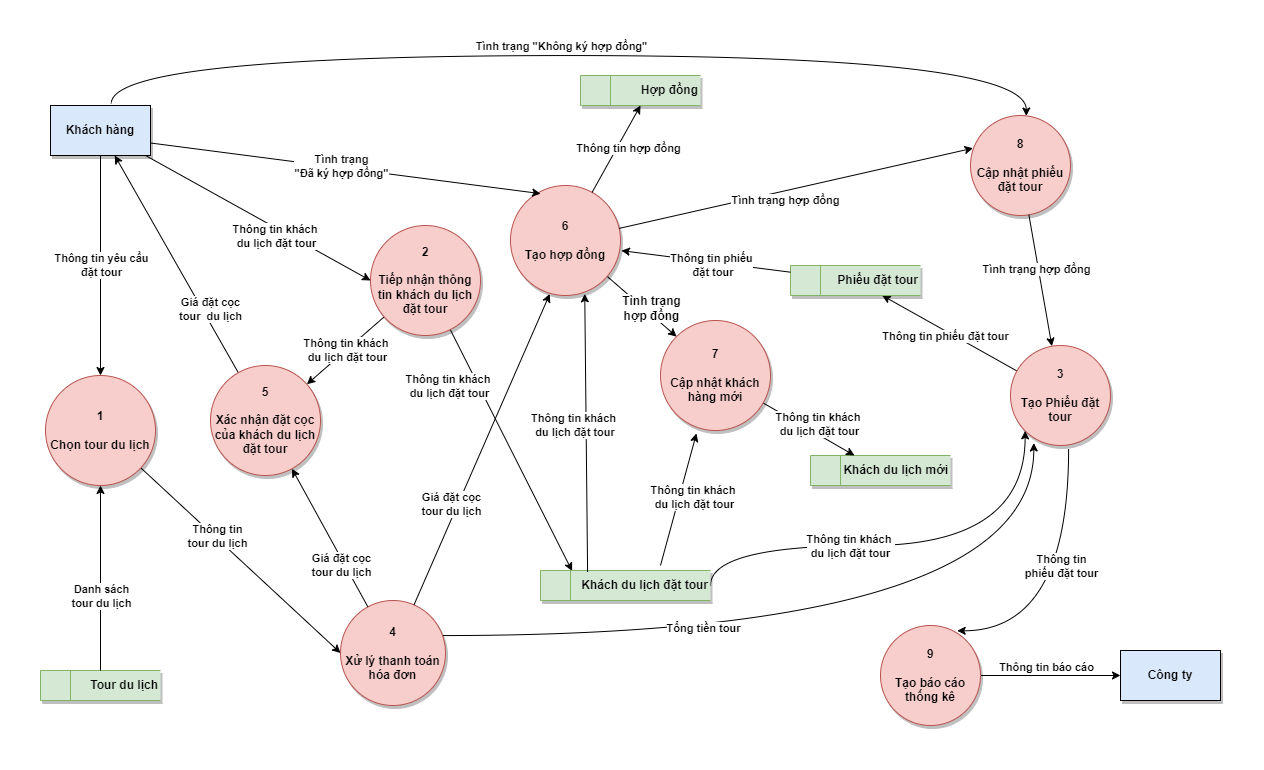 Tình trạng "Không ký hợp đồng"
Hợp đồng
Khách hàng
Thông tin hợp đồng
8
Cập nhật phiếu
đặt tour
Tình trạng
"Đã ký hợp đồng"
Tình trạng hợp đồng
6
Tạo hợp đồng
Thông tin khách
du lịch đặt tour
2
Tiếp nhận thông
tin khách du lịch
đặt tour
Thông tin yêu cầu
đặt tour
Thông tin phiếu
đặt tour
Phiếu đặt tour
Tình trạng hợp đồng
Giá đặt cọc
tour du lịch
Tình trạng
hợp đồng
Thông tin phiếu đặt tour
Thông tin khách
du lịch đặt tour
7
Cập nhật khách
hàng mới
3
Tạo Phiếu đặt
tour
Thông tin khách
du lịch đặt tour
5
Xác nhận đặt cọc
của khách du lịch
đặt tour
1
Chọn tour du lịch
Thông tin khách
du lịch đặt tour
Thông tin khách
du lịch đặt tour
Khách du lịch mới
Giá đặt cọc
tour du lịch
Thông tin khách
du lịch đặt tour
Thông tin
tour du lịch
Thông tin khách
du lịch đặt tour
Giá đặt cọc
tour du lịch
Thông tin
phiếu đặt tour
Danh sách
tour du lịch
Khách du lịch đặt tour
Tổng tiền tour
4
Xử lý thanh toán
hóa đơn
9
Tạo báo cáo
thống kê
Thông tin báo cáo
Công ty
Tour du lịch